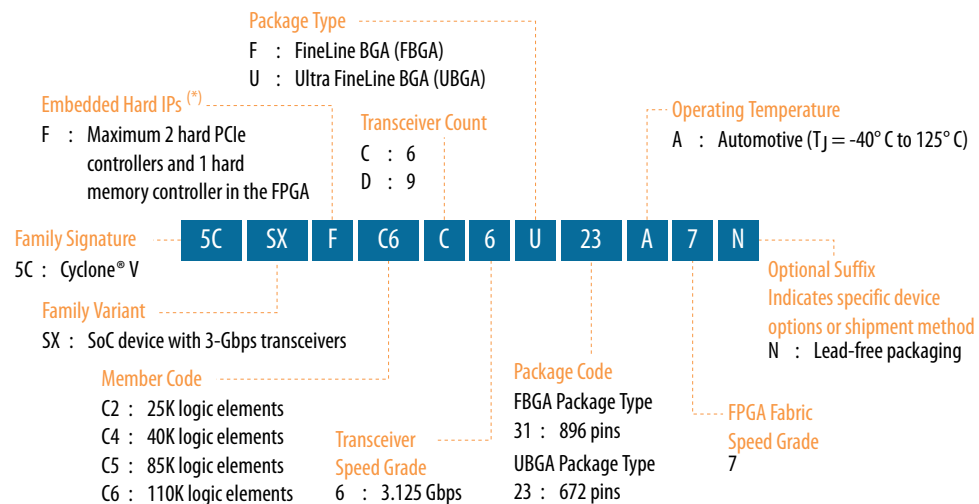 Package Type
F : FineLine BGA (FBGA)
U : Ultra FineLine BGA (UBGA)
Embedded Hard IPs (*)
F : Maximum 2 hard PCIe
controllers and 1 hard
memory controller in the FPGA
Transceiver Count
C : 6
D : 9
Operating Temperature
A : Automotive (TJ = -40° C to 125° C)
5C SX F C6 C 6 U 23 A 7 N
Family Signature
5C : Cyclone® V
Family Variant
SX : SoC device with 3-Gbps transceivers
Member Code
C2 : 25K logic elements
C4 : 40K logic elements
C5 : 85K logic elements
C6 : 110K logic elements
Transceiver
Speed Grade
6 : 3.125 Gbps
Package Code
FBGA Package Type
31 : 896 pins
UBGA Package Type
23 : 672 pins
FPGA Fabric
Speed Grade
7
Optional Suffix
Indicates specific device
options or shipment method
N : Lead-free packaging